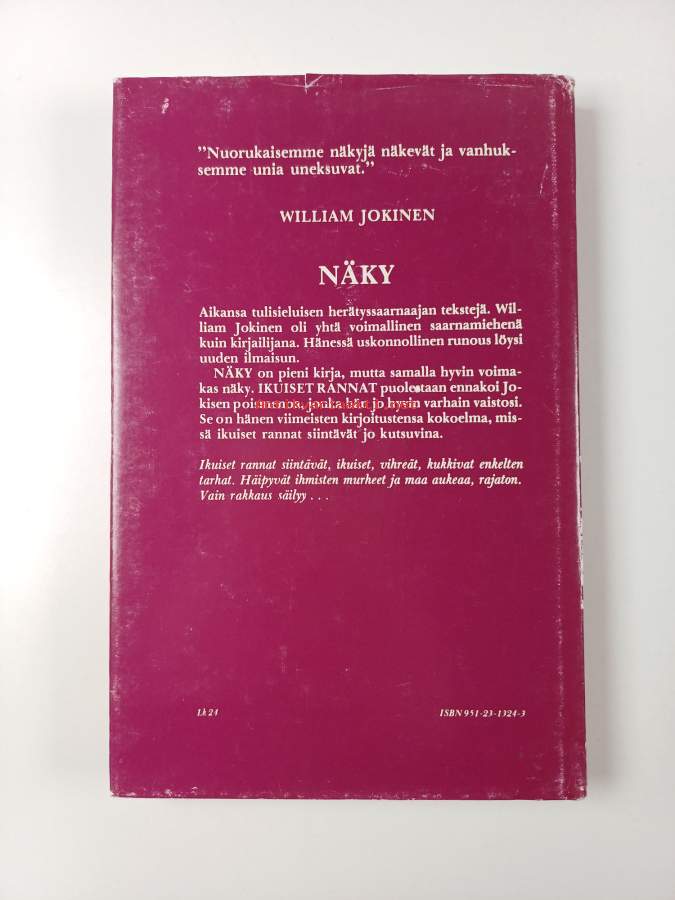 ”Nuorukaisemme näkyjä näkevät ja vanhuk-
semme unia uneksuvat.”
WILLIAM JOKINEN
NÄKY
Aikansa tulisieluisen herätyssaarnaajan tekstejä. Wil-
liam Jokinen oli yhtä voimallinen saarnamiehenä
kuin kirjailijana. Hänessä uskonnollinen runous löysi
uuden ilmaisun.
NÄKY on pieni kirja, mutta samalla hyvin voima-
kas näky. IKUISET RANNAT puolestaan ennakoi Jo-
kisen poismenoa, jonka hän jo hyvin varhain vaistosi.
Se on hänen viimeisten kirjoitustensa kokoelma, mis-
sä ikuiset rannat siintävät jo kutsuvina.
Ikuiset rannat siintävät, ikuiset, vihreät, kukkivat enkelten
tarhat. Häipyvät ihmisten murheet ja maa aukeaa, rajaton.
Vain rakkaus säilyy . . .
Lk 24
ISBN 951-23-1324-3